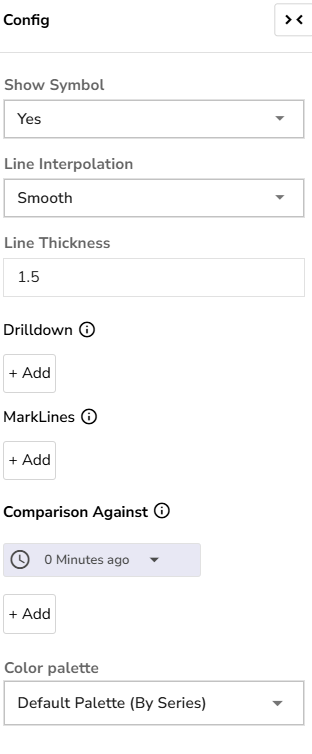 Config
Show Symbol
Yes
Line Interpolation
Smooth
Line Thickness
1.5
Drilldown
+ Add
MarkLines
+ Add
Comparison Against
0 Minutes ago
+ Add
Color palette
Default Palette (By Series)